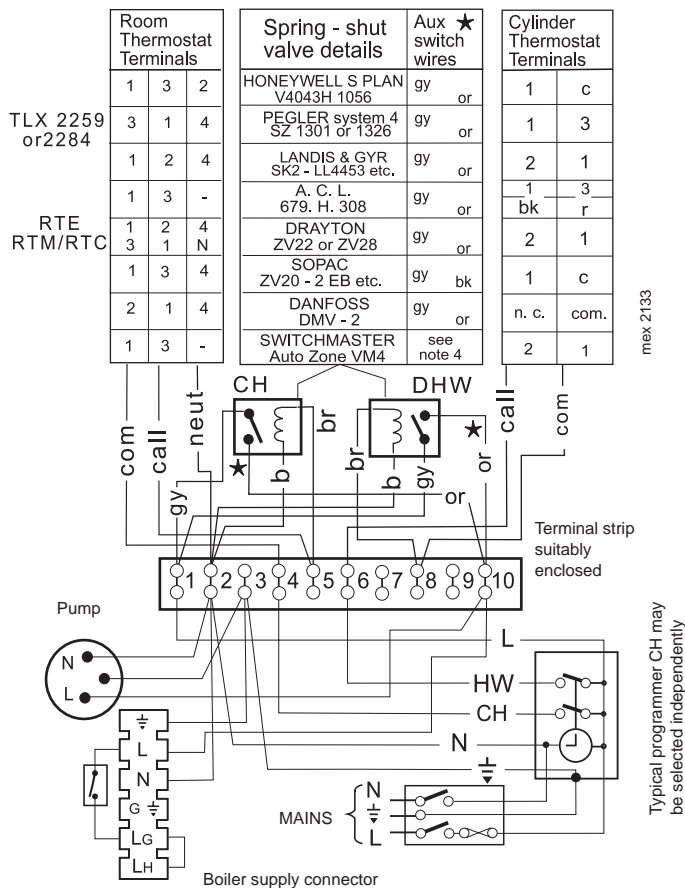 Room Thermostat Terminals
Spring - shut valve details
Aux ★ switch wires
Cylinder Thermostat Terminals
1 3 2
HONEYWELL S PLAN
V4043H 1056
gy or
1 c
TLX 2259
or2284
3 1 4
PEGLER system 4
SZ 1301 or 1326
gy or
1 3
1 2 4
LANDIS & GYR
SK2 - LL4453 etc.
gy or
2 1
1 3 -
A. C. L.
679. H. 308
gy or
1 3
bk r
RTE
RTM/RTC
1 2 4
3 1 N
DRAYTON
ZV22 or ZV28
gy or
2 1
1 3 4
SOPAC
ZV20 - 2 EB etc.
gy bk
1 c
2 1 4
DANFOSS
DMV - 2
gy or
n. c. com.
1 3 -
SWITCHMASTER
Auto Zone VM4
see
note 4
2 1
mex 2133
CH
DHW
com
call
neut
gy
★
b
br
br
b
gy
★
or
or
call
com
Terminal strip
suitably
enclosed
1 2 3 4 5 6 7 8 9 10
Pump
N
L
L
HW
CH
N
Typical programmer CH may
be selected independently
L
N
G
LG
LH
MAINS
N
L
Boiler supply connector